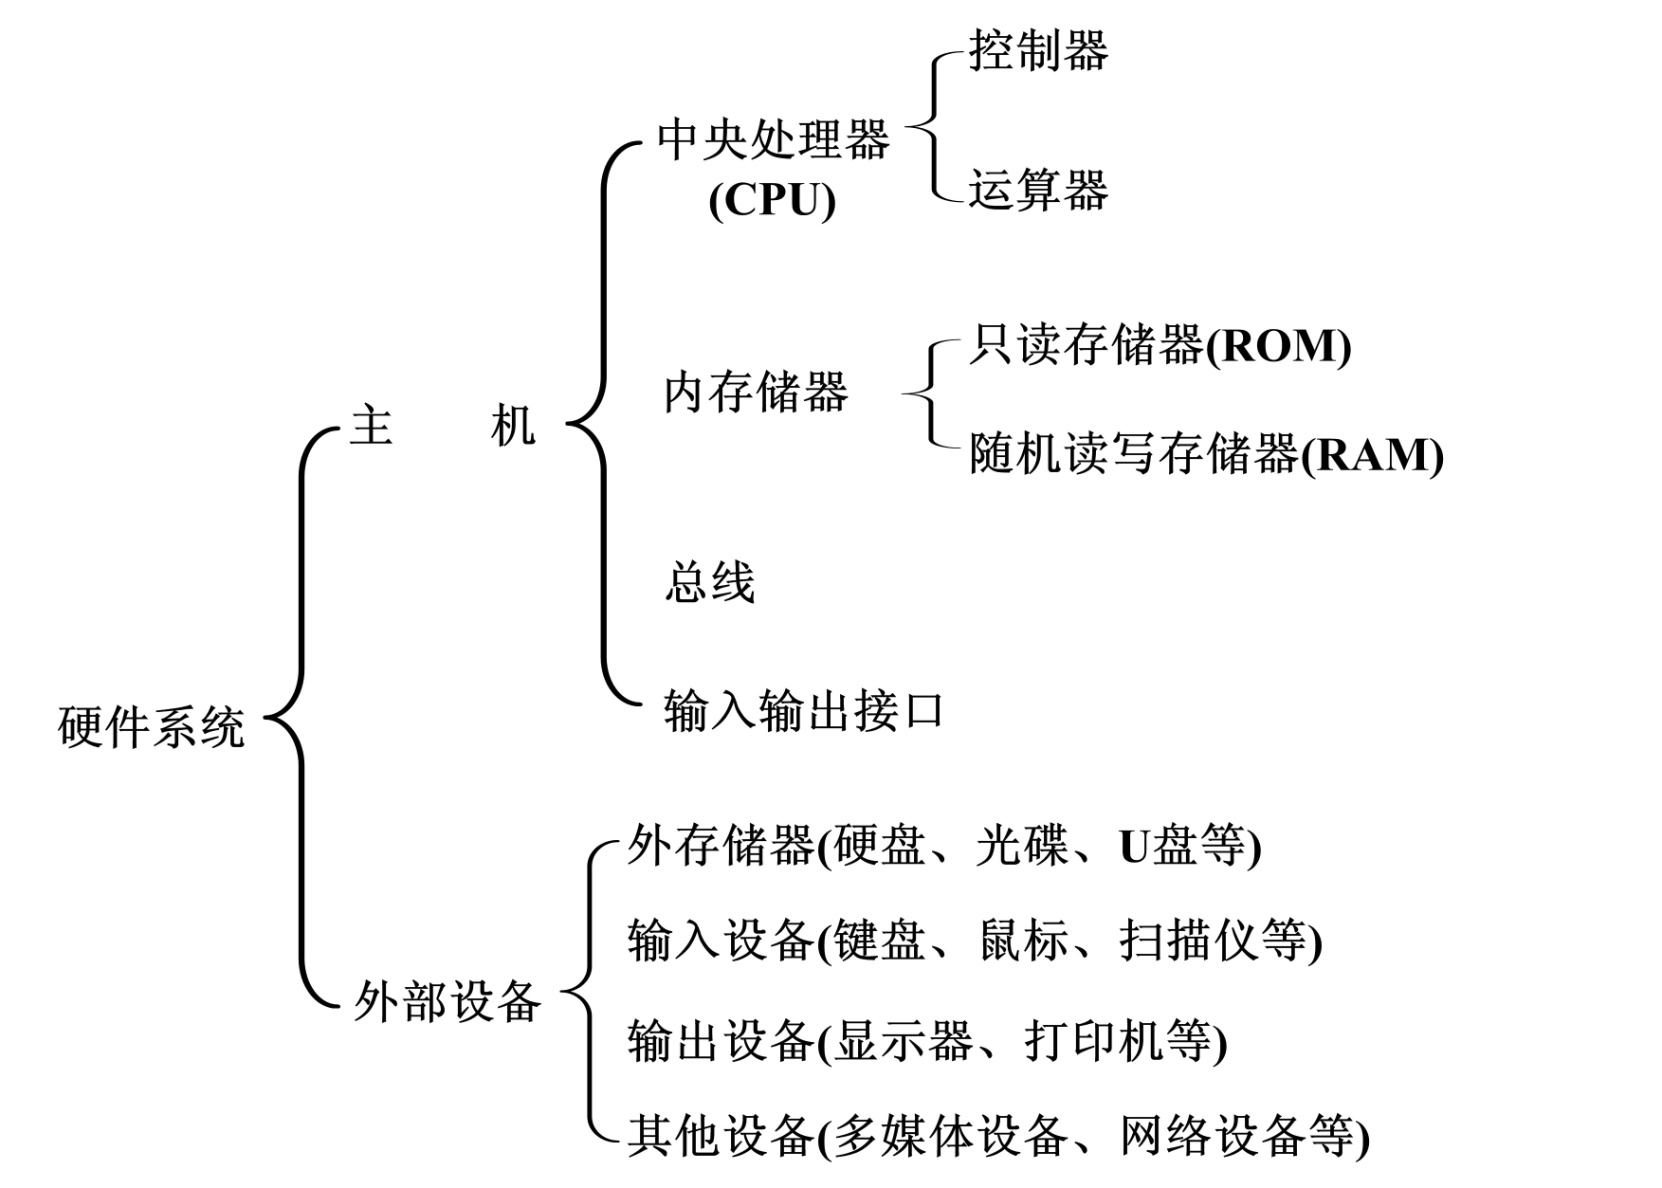 控制器
中央处理器
(CPU)
运算器
只读存储器(ROM)
内存储器
随机读写存储器(RAM)
主 机
总线
输入输出接口
硬件系统
外存储器(硬盘、光碟、U盘等)
输入设备(键盘、鼠标、扫描仪等)
外部设备
输出设备(显示器、打印机等)
其他设备(多媒体设备、网络设备等)